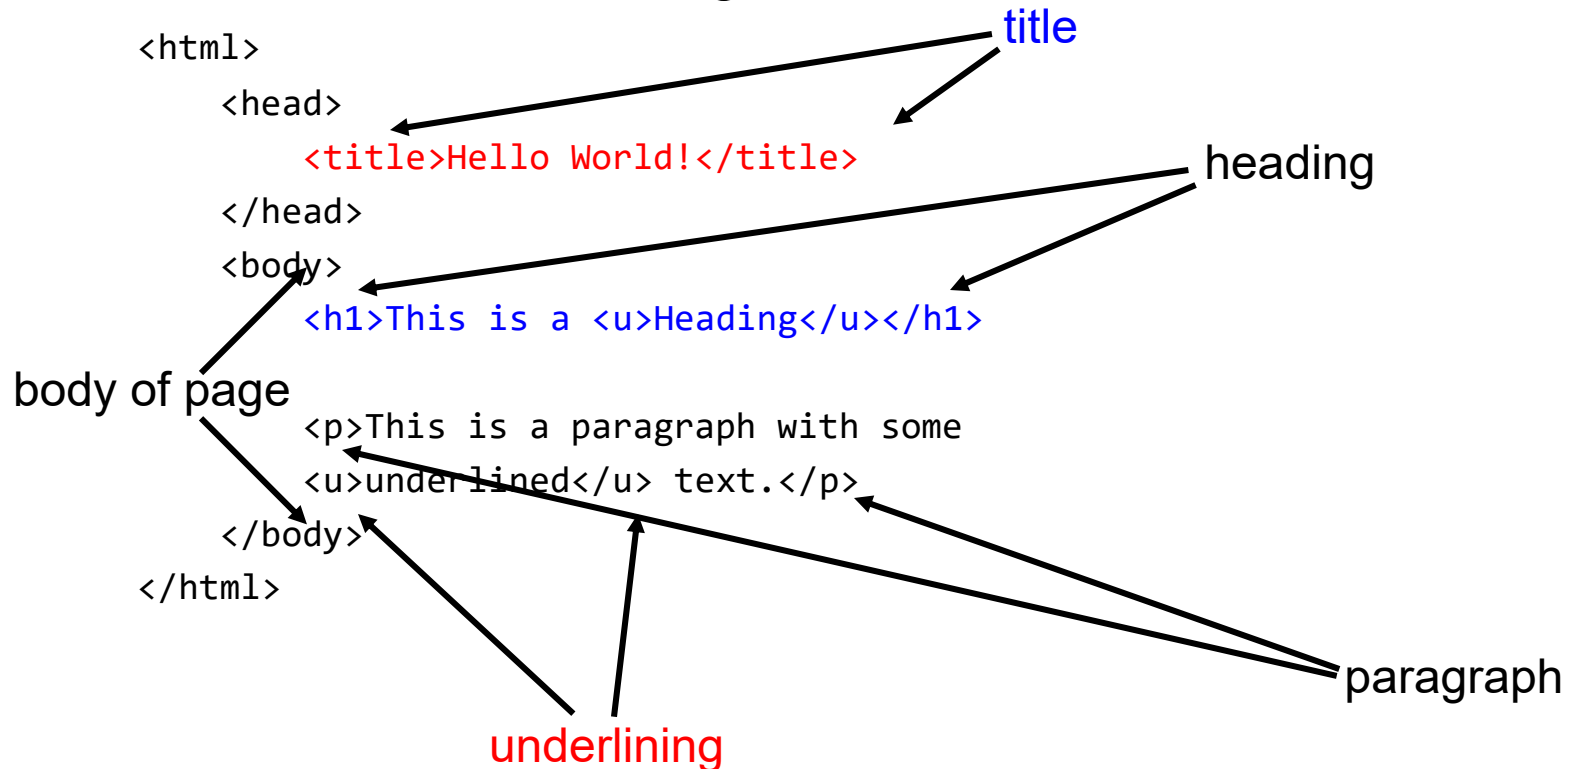 title
<html>
<head>
<title>Hello World!</title>
heading
</head>
<body>
<h1>This is a <u>Heading</u></h1>
body of page
<p>This is a paragraph with some
<u>underlined</u> text.</p>
</body>
</html>
paragraph
underlining